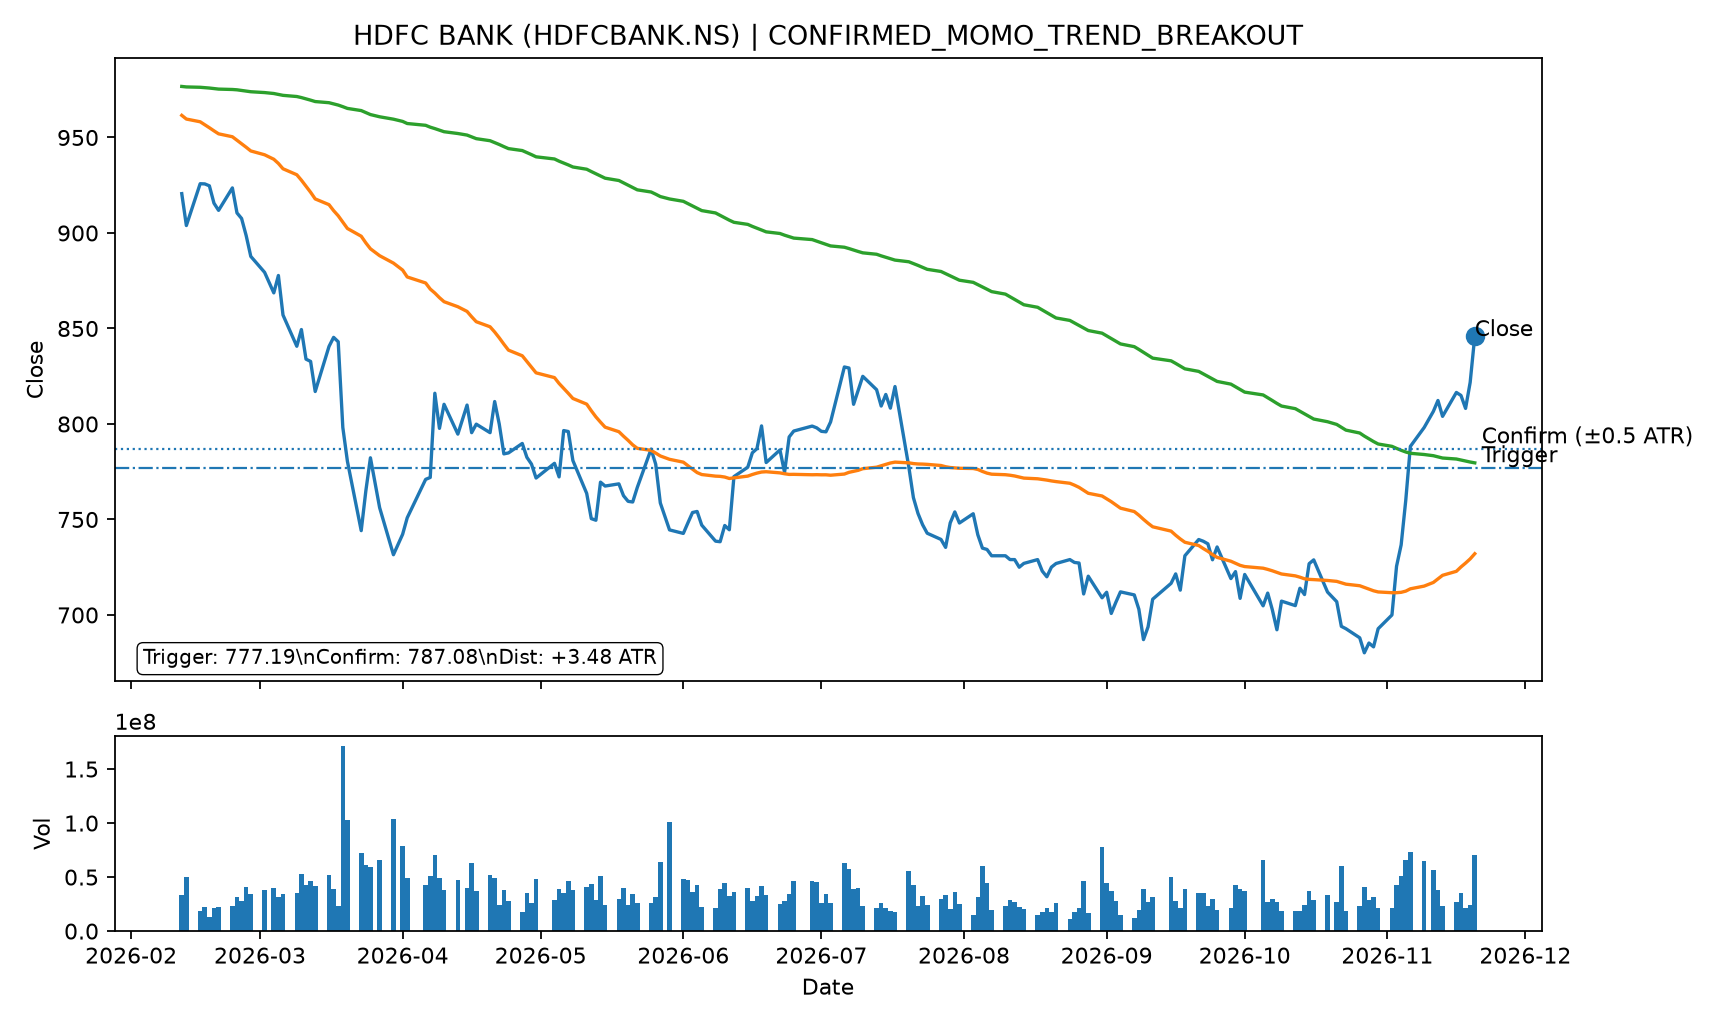 HDFC BANK (HDFCBANK.NS) | CONFIRMED_MOMO_TREND_BREAKOUT
Close
950
900
850
800
750
700
Close
Confirm (±0.5 ATR)
Trigger
Trigger: 777.19\nConfirm: 787.08\nDist: +3.48 ATR
1e8
Vol
1.5
1.0
0.5
0.0
2026-02 2026-03 2026-04 2026-05 2026-06 2026-07 2026-08 2026-09 2026-10 2026-11 2026-12
Date